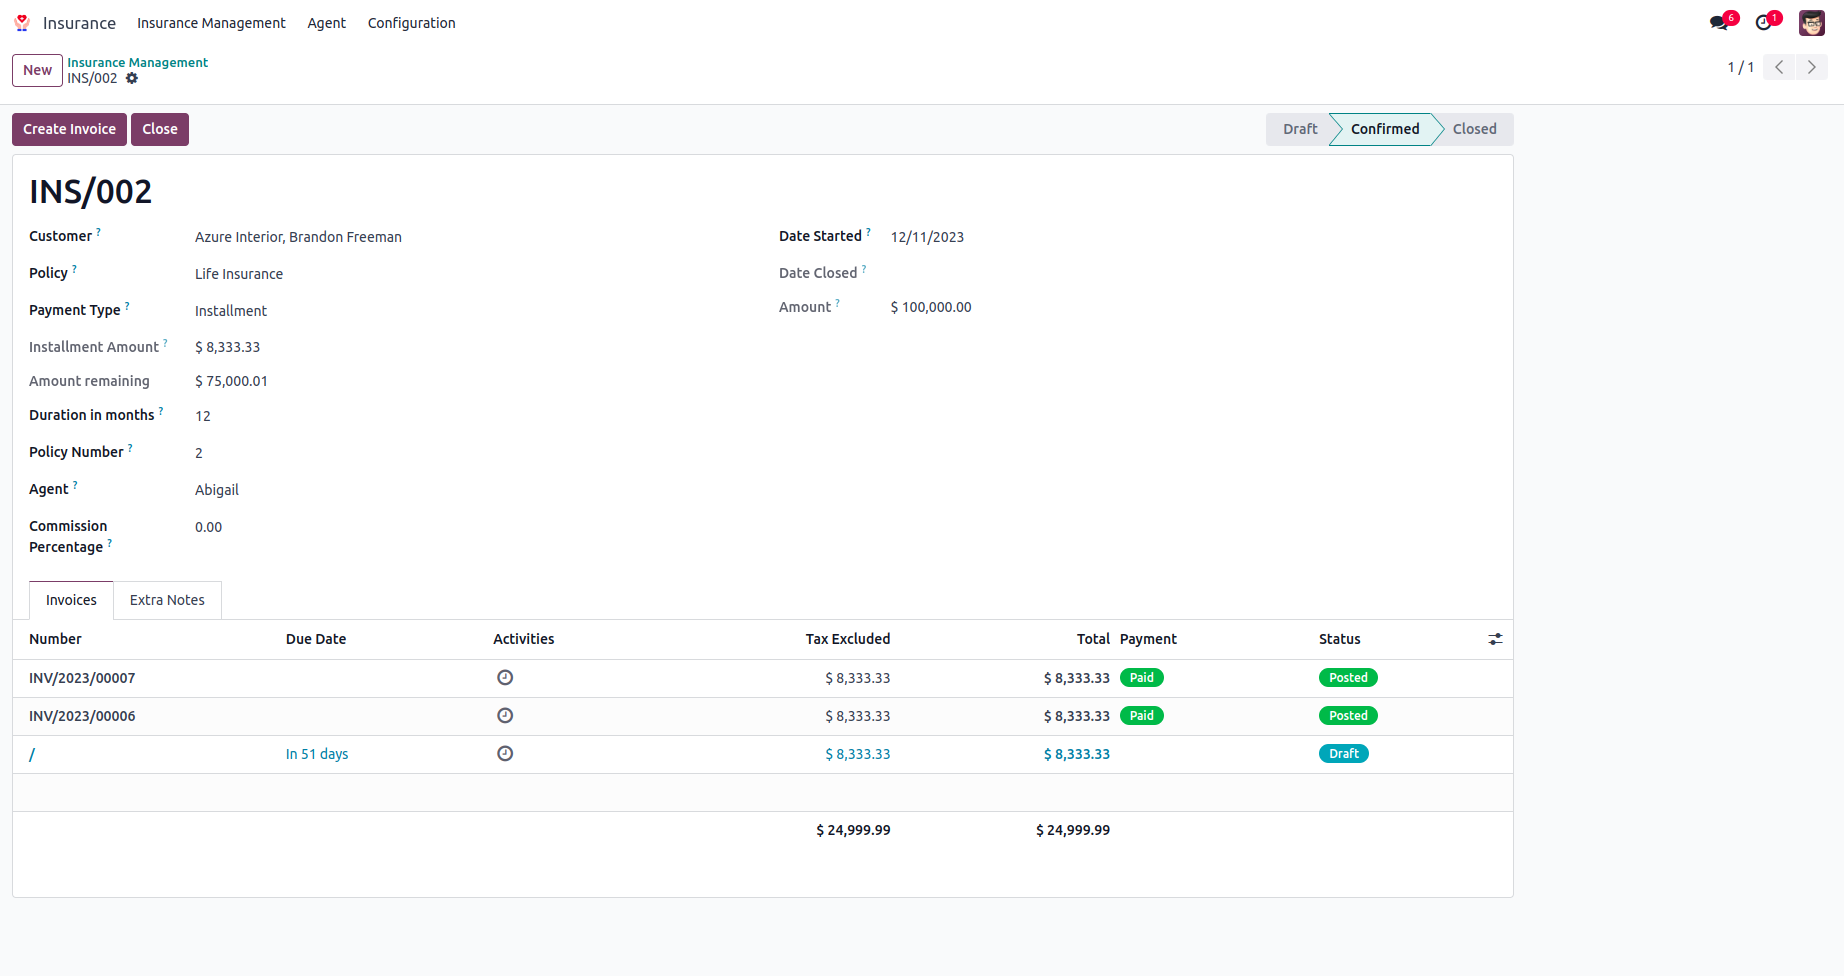 Insurance Insurance Management Agent Configuration 6 1
New Insurance Management
INS/002
1 / 1
Create Invoice Close Draft Confirmed Closed
INS/002
Customer ? Azure Interior, Brandon Freeman
Policy ? Life Insurance
Payment Type ? Installment
Installment Amount ? $ 8,333.33
Amount remaining $ 75,000.01
Duration in months ? 12
Policy Number ? 2
Agent ? Abigail
Commission
Percentage ? 0.00
Date Started ? 12/11/2023
Date Closed ?
Amount ? $ 100,000.00
Invoices Extra Notes
Number Due Date Activities Tax Excluded Total Payment Status
INV/2023/00007 $ 8,333.33 $ 8,333.33 Paid Posted
INV/2023/00006 $ 8,333.33 $ 8,333.33 Paid Posted
/ In 51 days $ 8,333.33 $ 8,333.33 Draft
$ 24,999.99 $ 24,999.99